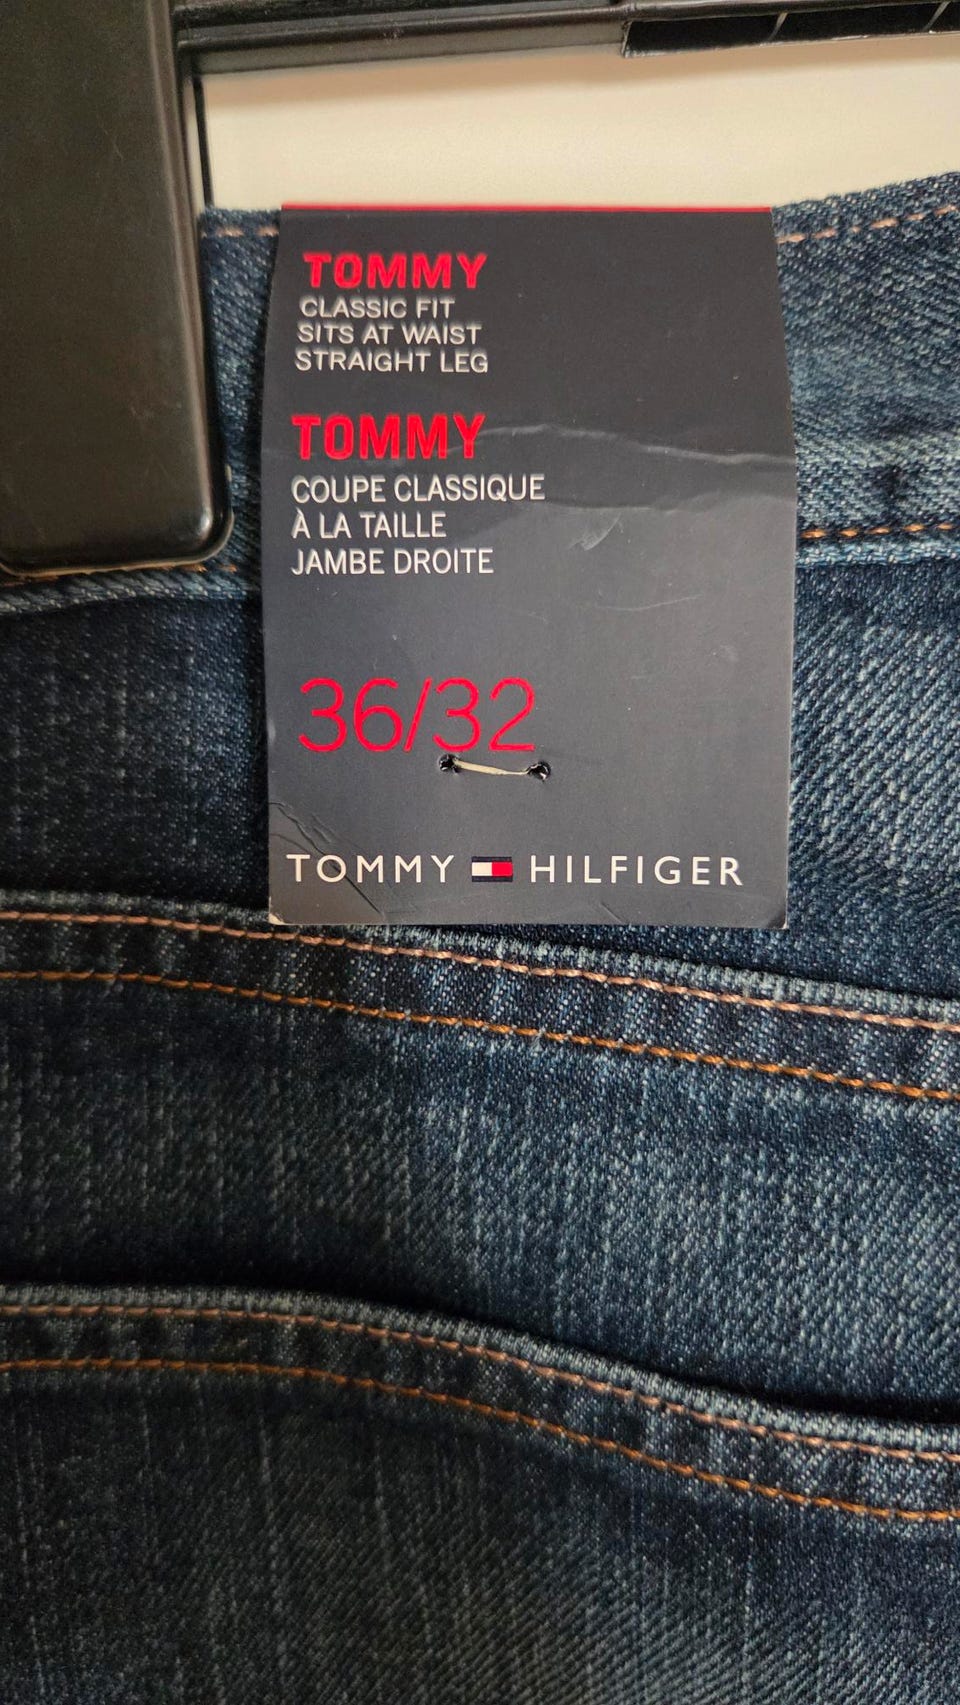 TOMMY
CLASSIC FIT
SITS AT WAIST
STRAIGHT LEG
TOMMY
COUPE CLASSIQUE
À LA TAILLE
JAMBE DROITE
36/32
TOMMY HILFIGER